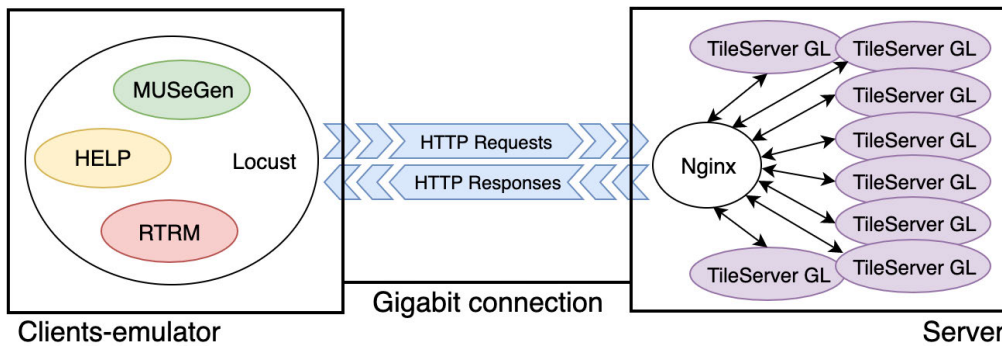 MUSeGen
HELP
Locust
RTRM
HTTP Requests
HTTP Responses
Nginx
TileServer GL
TileServer GL
TileServer GL
TileServer GL
TileServer GL
TileServer GL
TileServer GL
TileServer GL
Gigabit connection
Clients-emulator
Server